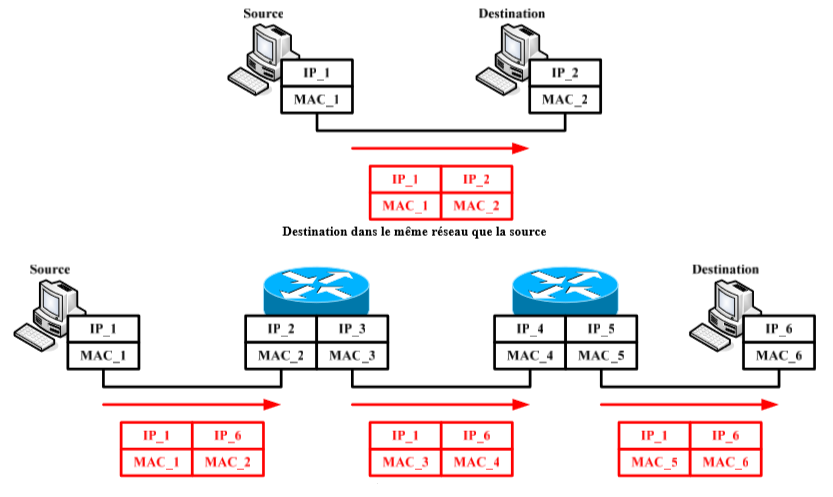 Source Destination
IP_1 IP_2
MAC_1 MAC_2
IP_1 IP_2
MAC_1 MAC_2
Destination dans le même réseau que la source
Source Destination
IP_1 IP_2 IP_3 IP_4 IP_5 IP_6
MAC_1 MAC_2 MAC_3 MAC_4 MAC_5 MAC_6
IP_1 IP_6 IP_1 IP_6 IP_1 IP_6
MAC_1 MAC_2 MAC_3 MAC_4 MAC_5 MAC_6